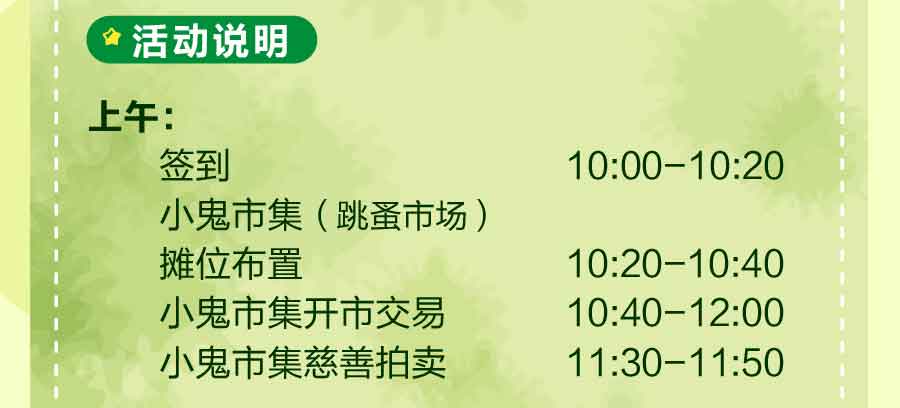 活动说明
上午：
签到 10:00-10:20
小鬼市集（跳蚤市场）
摊位布置 10:20-10:40
小鬼市集开市交易 10:40-12:00
小鬼市集慈善拍卖 11:30-11:50